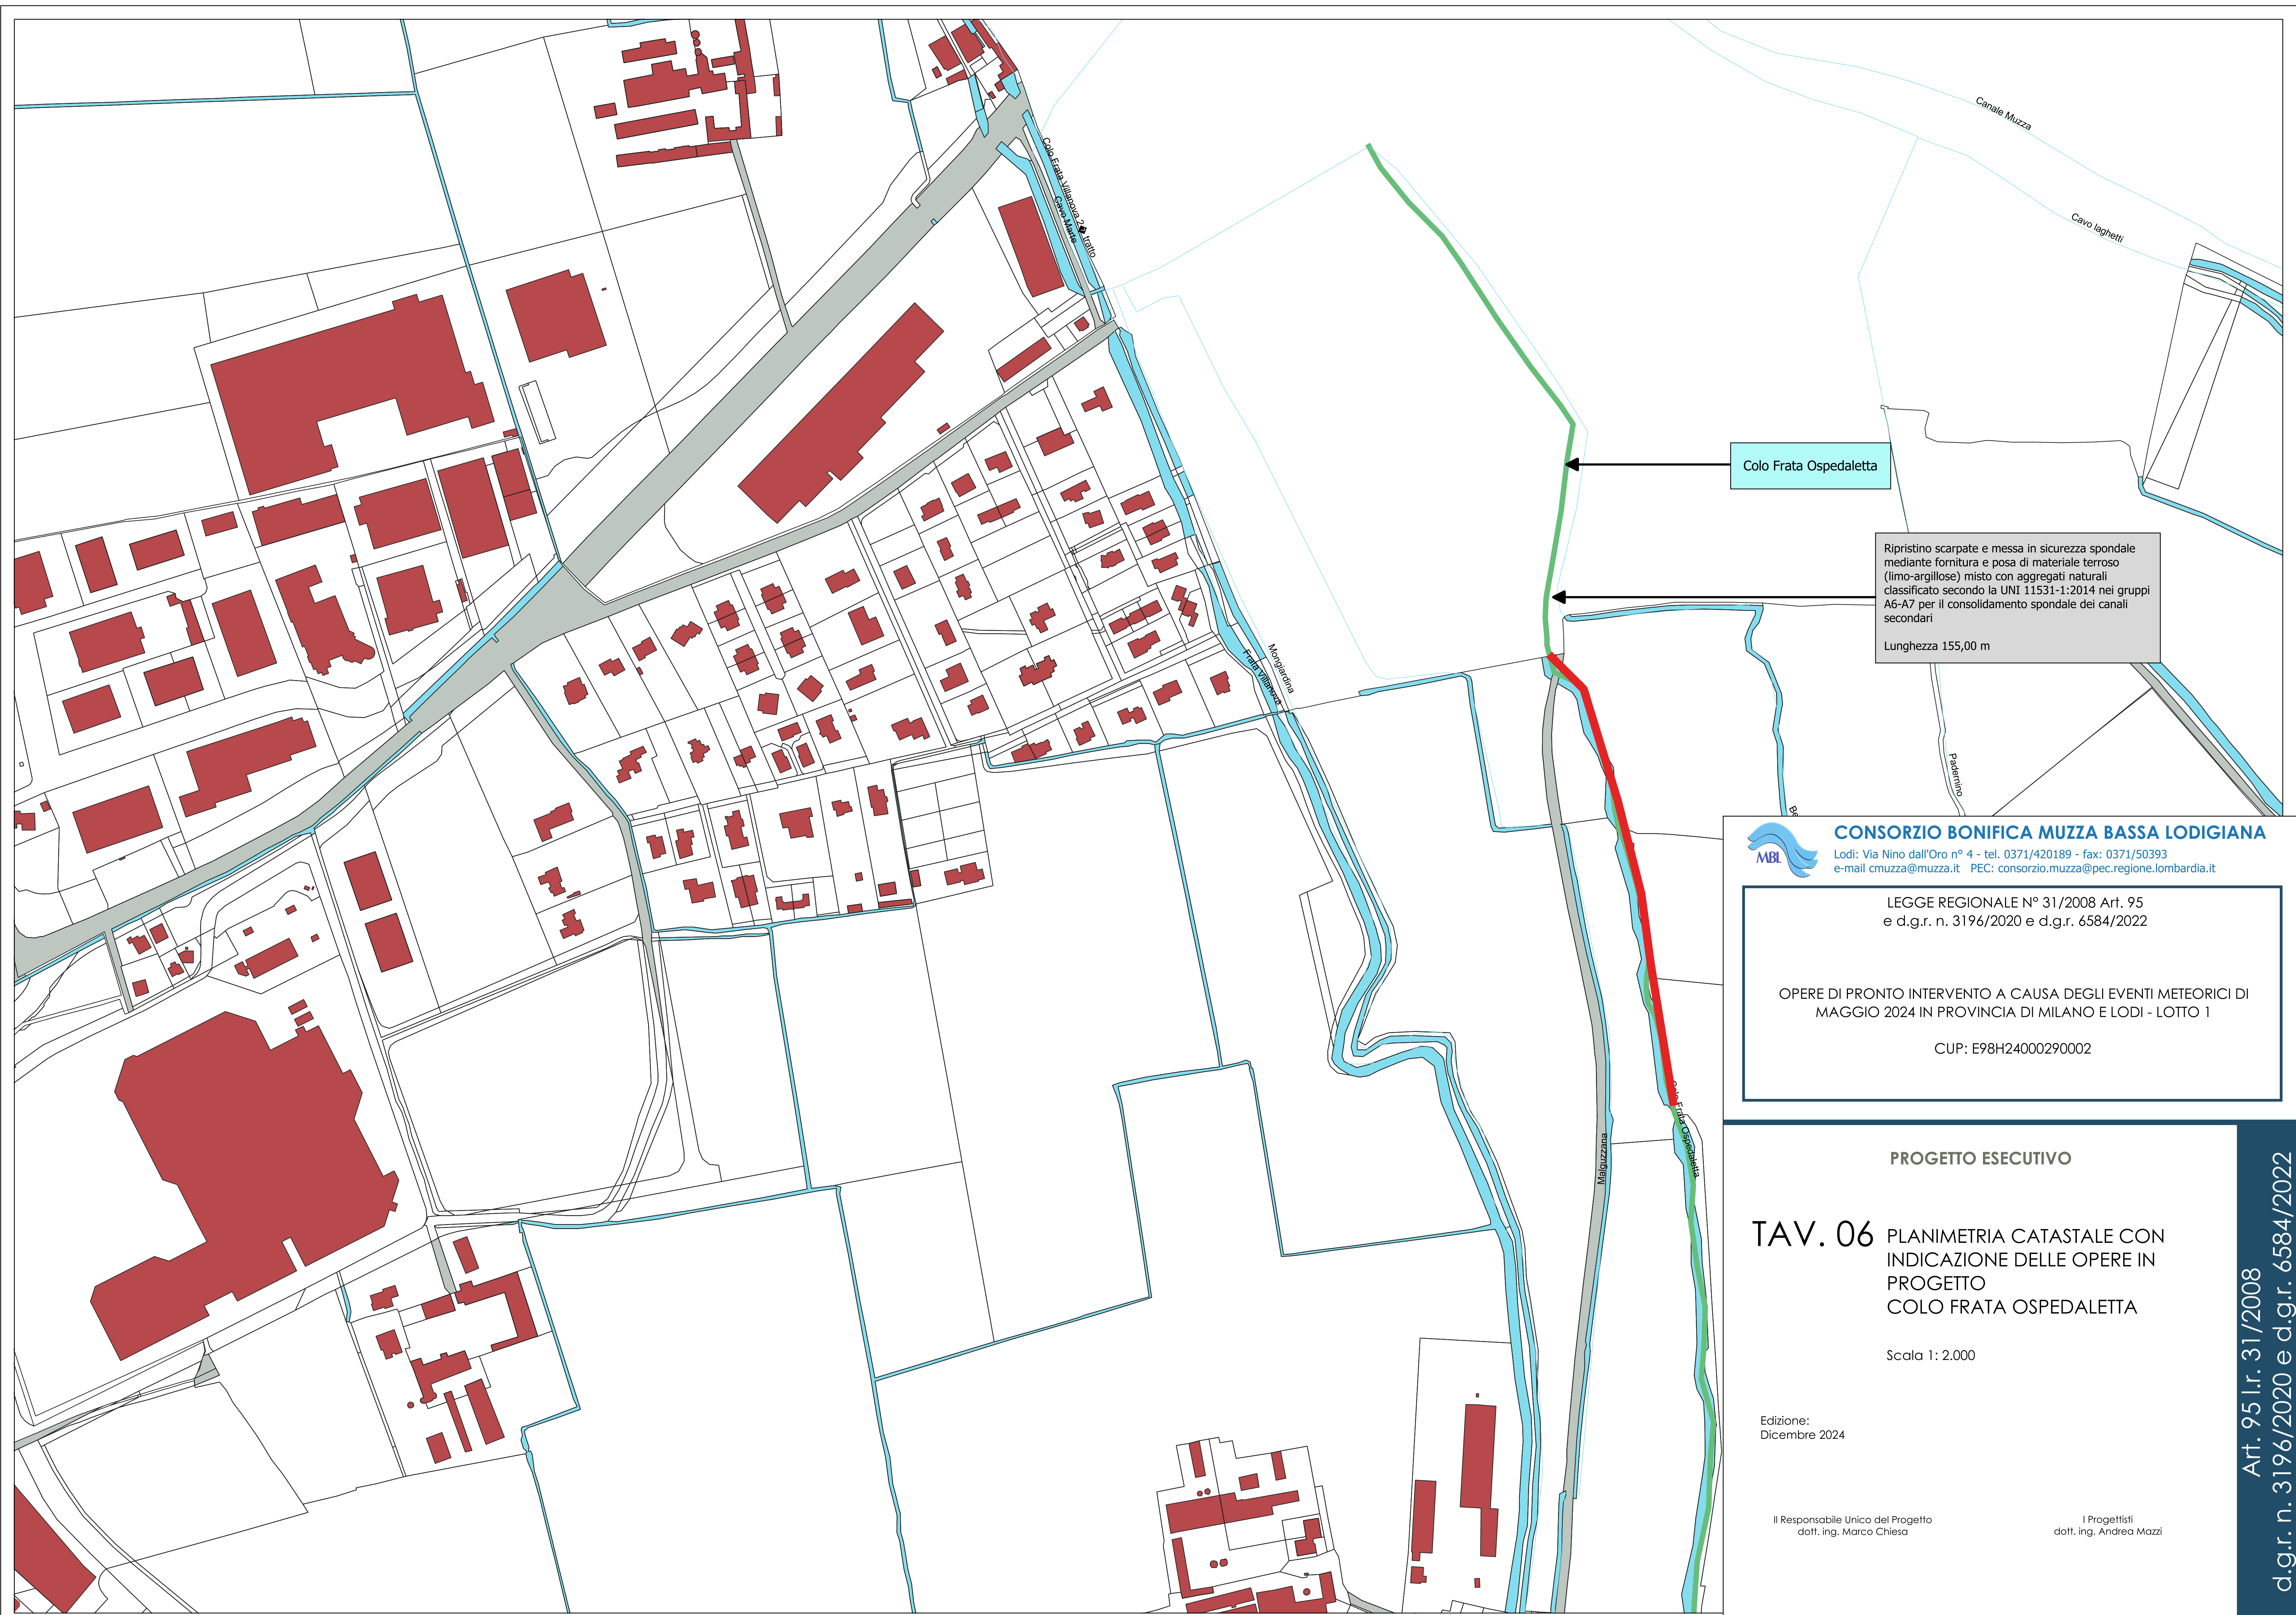 Canale Muzza
Cavo laghetti
Colo Frata Villanova 2� tratto
Cavo Marte
Colo Frata Ospedaletta
Ripristino scarpate e messa in sicurezza spondale
mediante fornitura e posa di materiale terroso
(limo-argillose) misto con aggregati naturali
classificato secondo la UNI 11531-1:2014 nei gruppi
A6-A7 per il consolidamento spondale dei canali
secondari
Lunghezza 155,00 m
Mongiardina
Frata Villanova
Padernino
Be
Malguzzana
Colo Frata Ospedaletta
MBL
CONSORZIO BONIFICA MUZZA BASSA LODIGIANA
Lodi: Via Nino dall'Oro n° 4 - tel. 0371/420189 - fax: 0371/50393
e-mail cmuzza@muzza.it PEC: consorzio.muzza@pec.regione.lombardia.it
LEGGE REGIONALE N° 31/2008 Art. 95
e d.g.r. n. 3196/2020 e d.g.r. 6584/2022
OPERE DI PRONTO INTERVENTO A CAUSA DEGLI EVENTI METEORICI DI
MAGGIO 2024 IN PROVINCIA DI MILANO E LODI - LOTTO 1
CUP: E98H24000290002
PROGETTO ESECUTIVO
TAV. 06 PLANIMETRIA CATASTALE CON
INDICAZIONE DELLE OPERE IN
PROGETTO
COLO FRATA OSPEDALETTA
Scala 1: 2.000
Edizione:
Dicembre 2024
Il Responsabile Unico del Progetto
dott. ing. Marco Chiesa
I Progettisti
dott. ing. Andrea Mazzi
Art. 95 l.r. 31/2008
d.g.r. n. 3196/2020 e d.g.r. 6584/2022